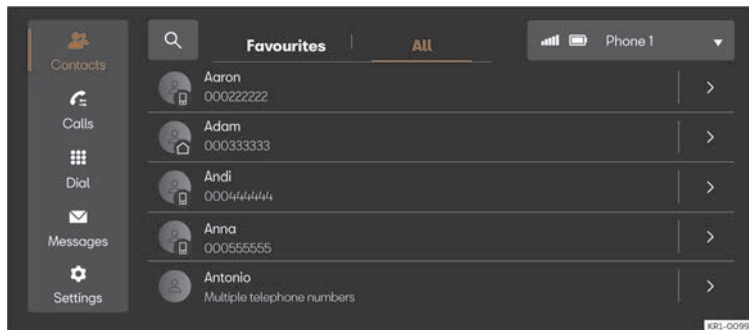 Contacts
Calls
Dial
Messages
Settings
Favourites
All
Phone 1
Aaron
000222222
Adam
000333333
Andi
000444444
Anna
000555555
Antonio
Multiple telephone numbers
KR1-0099